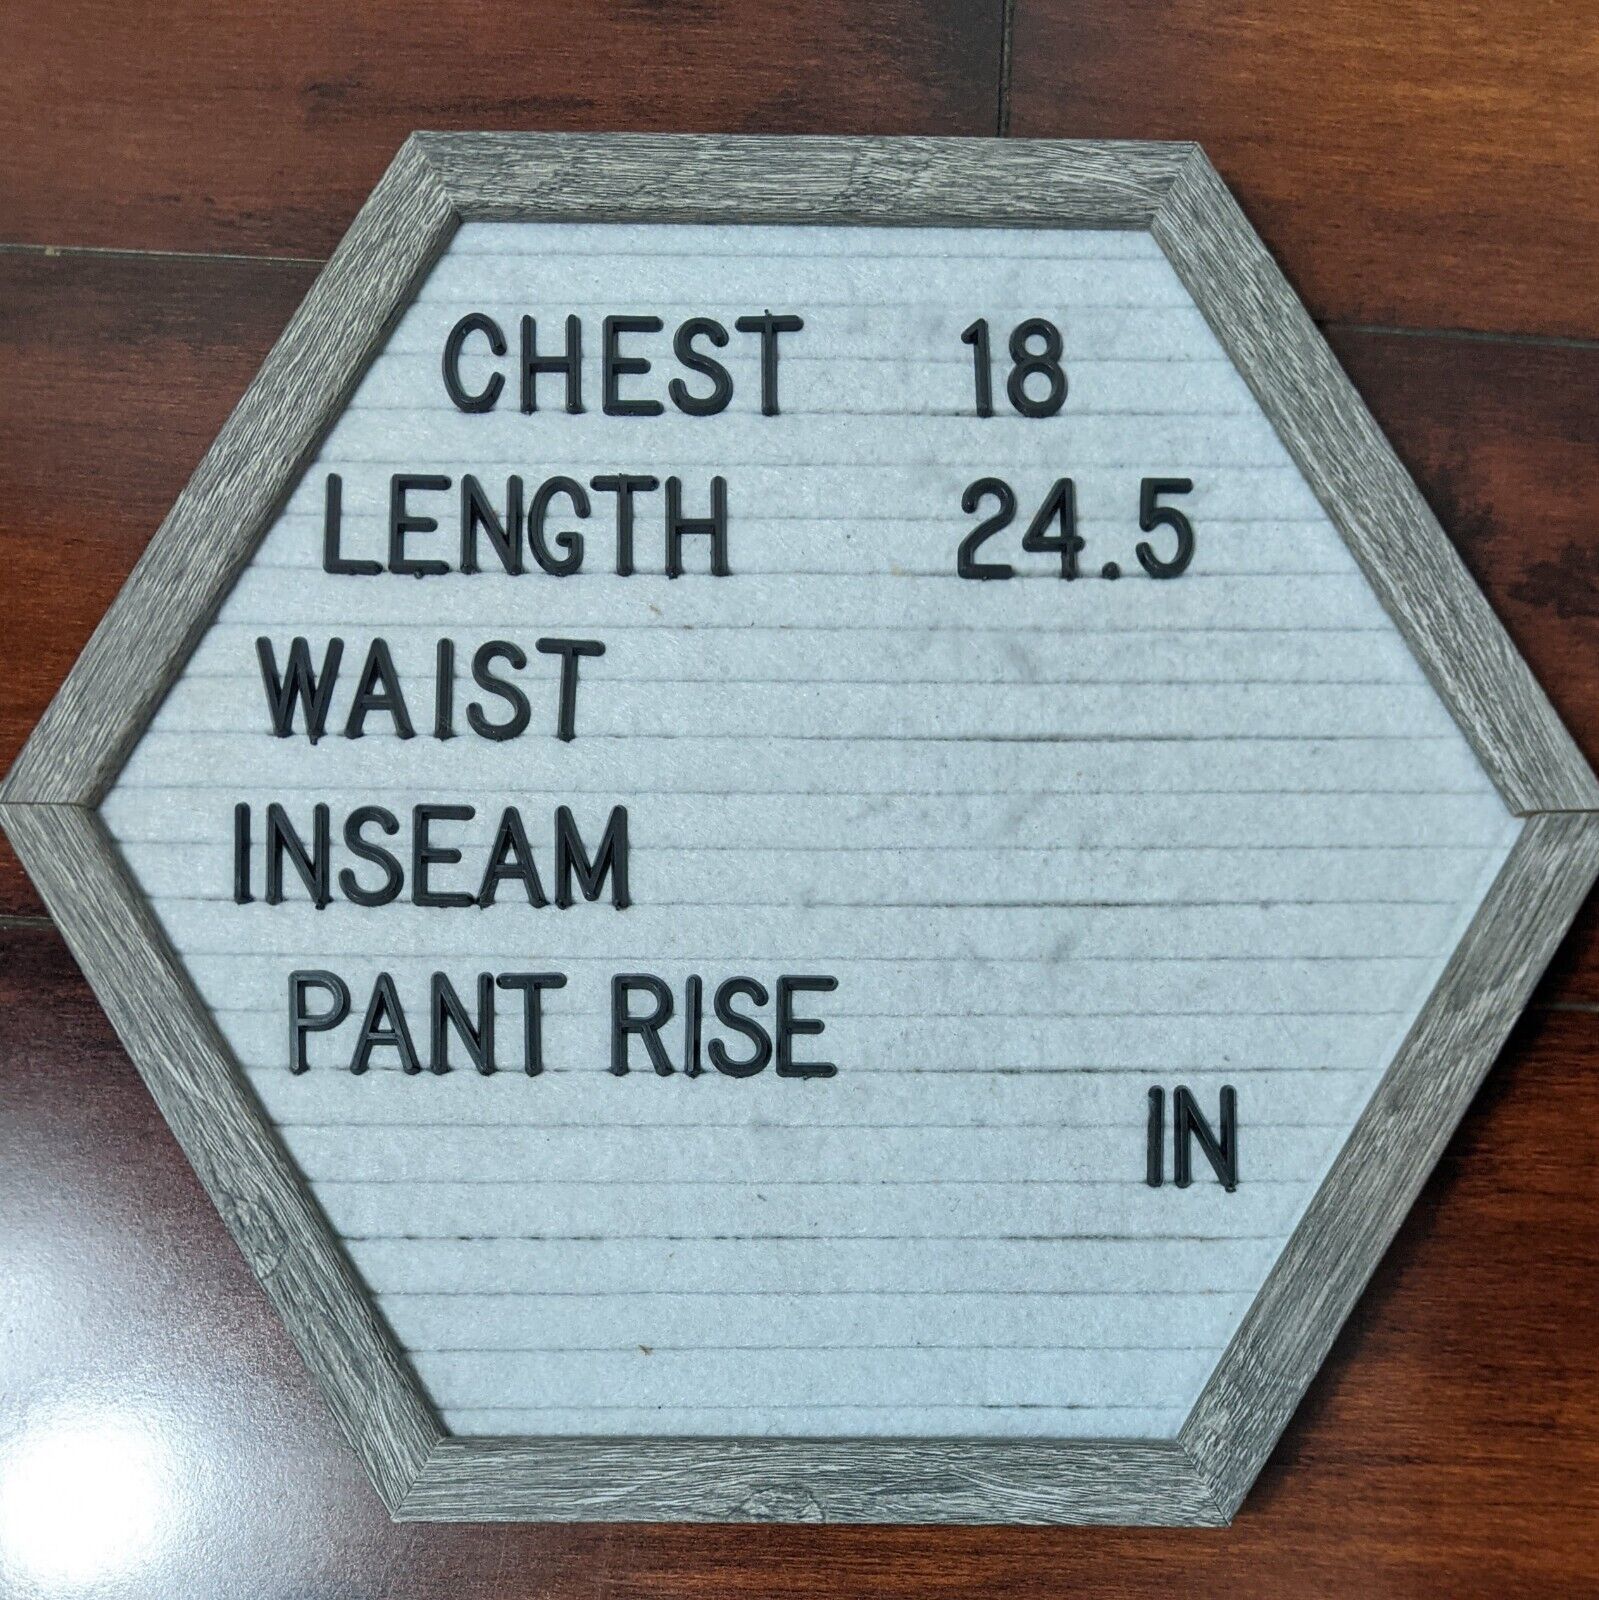 CHEST 18
LENGTH 24.5
WAIST
INSEAM
PANT RISE
IN